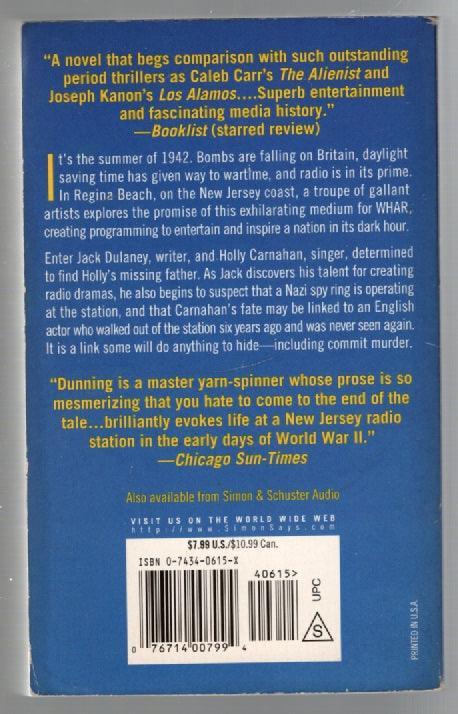 “A novel that begs comparison with such outstanding
period thrillers as Caleb Carr’s The Alienist and
Joseph Kanon’s Los Alamos....Superb entertainment
and fascinating media history.”
—Booklist (starred review)
It’s the summer of 1942. Bombs are falling on Britain, daylight
saving time has given way to wartime, and radio is in its prime.
In Regina Beach, on the New Jersey coast, a troupe of gallant
artists explores the promise of this exhilarating medium for WHAR,
creating programming to entertain and inspire a nation in its dark hour.
Enter Jack Dulaney, writer, and Holly Carnahan, singer, determined
to find Holly’s missing father. As Jack discovers his talent for creating
radio dramas, he also begins to suspect that a Nazi spy ring is operating
at the station, and that Carnahan’s fate may be linked to an English
actor who walked out of the station six years ago and was never seen again.
It is a link some will do anything to hide—including commit murder.
“Dunning is a master yarn-spinner whose prose is so
mesmerizing that you hate to come to the end of the
tale...brilliantly evokes life at a New Jersey radio
station in the early days of World War II.”
—Chicago Sun-Times
Also available from Simon & Schuster Audio
VISIT US ON THE WORLD WIDE WEB
http://www.SimonSays.com
$7.99 U.S./$10.99 Can.
ISBN 0-7434-0615-X
40615>
UPC
S
0 76714 00799 4
PRINTED IN U.S.A.